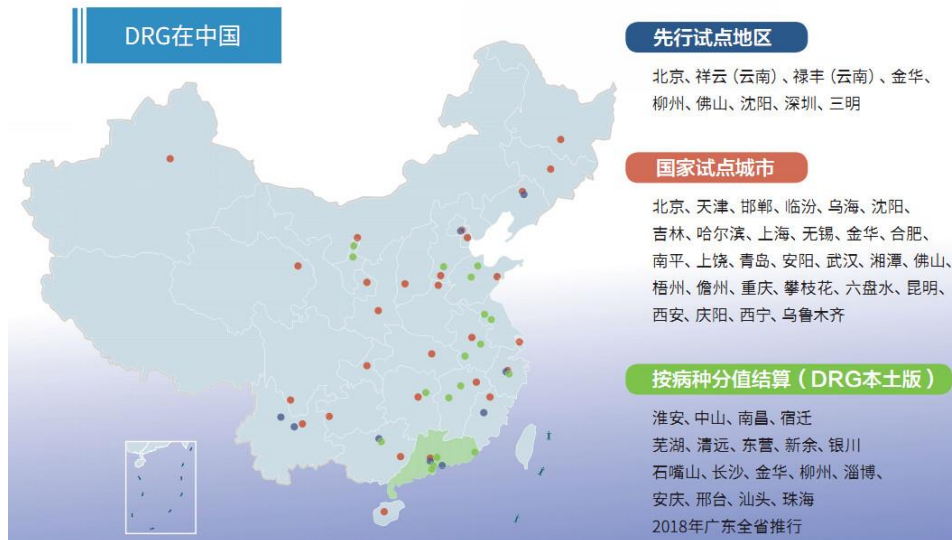 DRG在中国
先行试点地区
北京、祥云（云南）、禄丰（云南）、金华、
柳州、佛山、沈阳、深圳、三明
国家试点城市
北京、天津、邯郸、临汾、乌海、沈阳、
吉林、哈尔滨、上海、无锡、金华、合肥、
南平、上饶、青岛、安阳、武汉、湘潭、佛山、
梧州、儋州、重庆、攀枝花、六盘水、昆明、
西安、庆阳、西宁、乌鲁木齐
按病种分值结算（DRG本土版）
淮安、中山、南昌、宿迁
芜湖、清远、东营、新余、银川
石嘴山、长沙、金华、柳州、淄博、
安庆、邢台、汕头、珠海
2018年广东全省推行